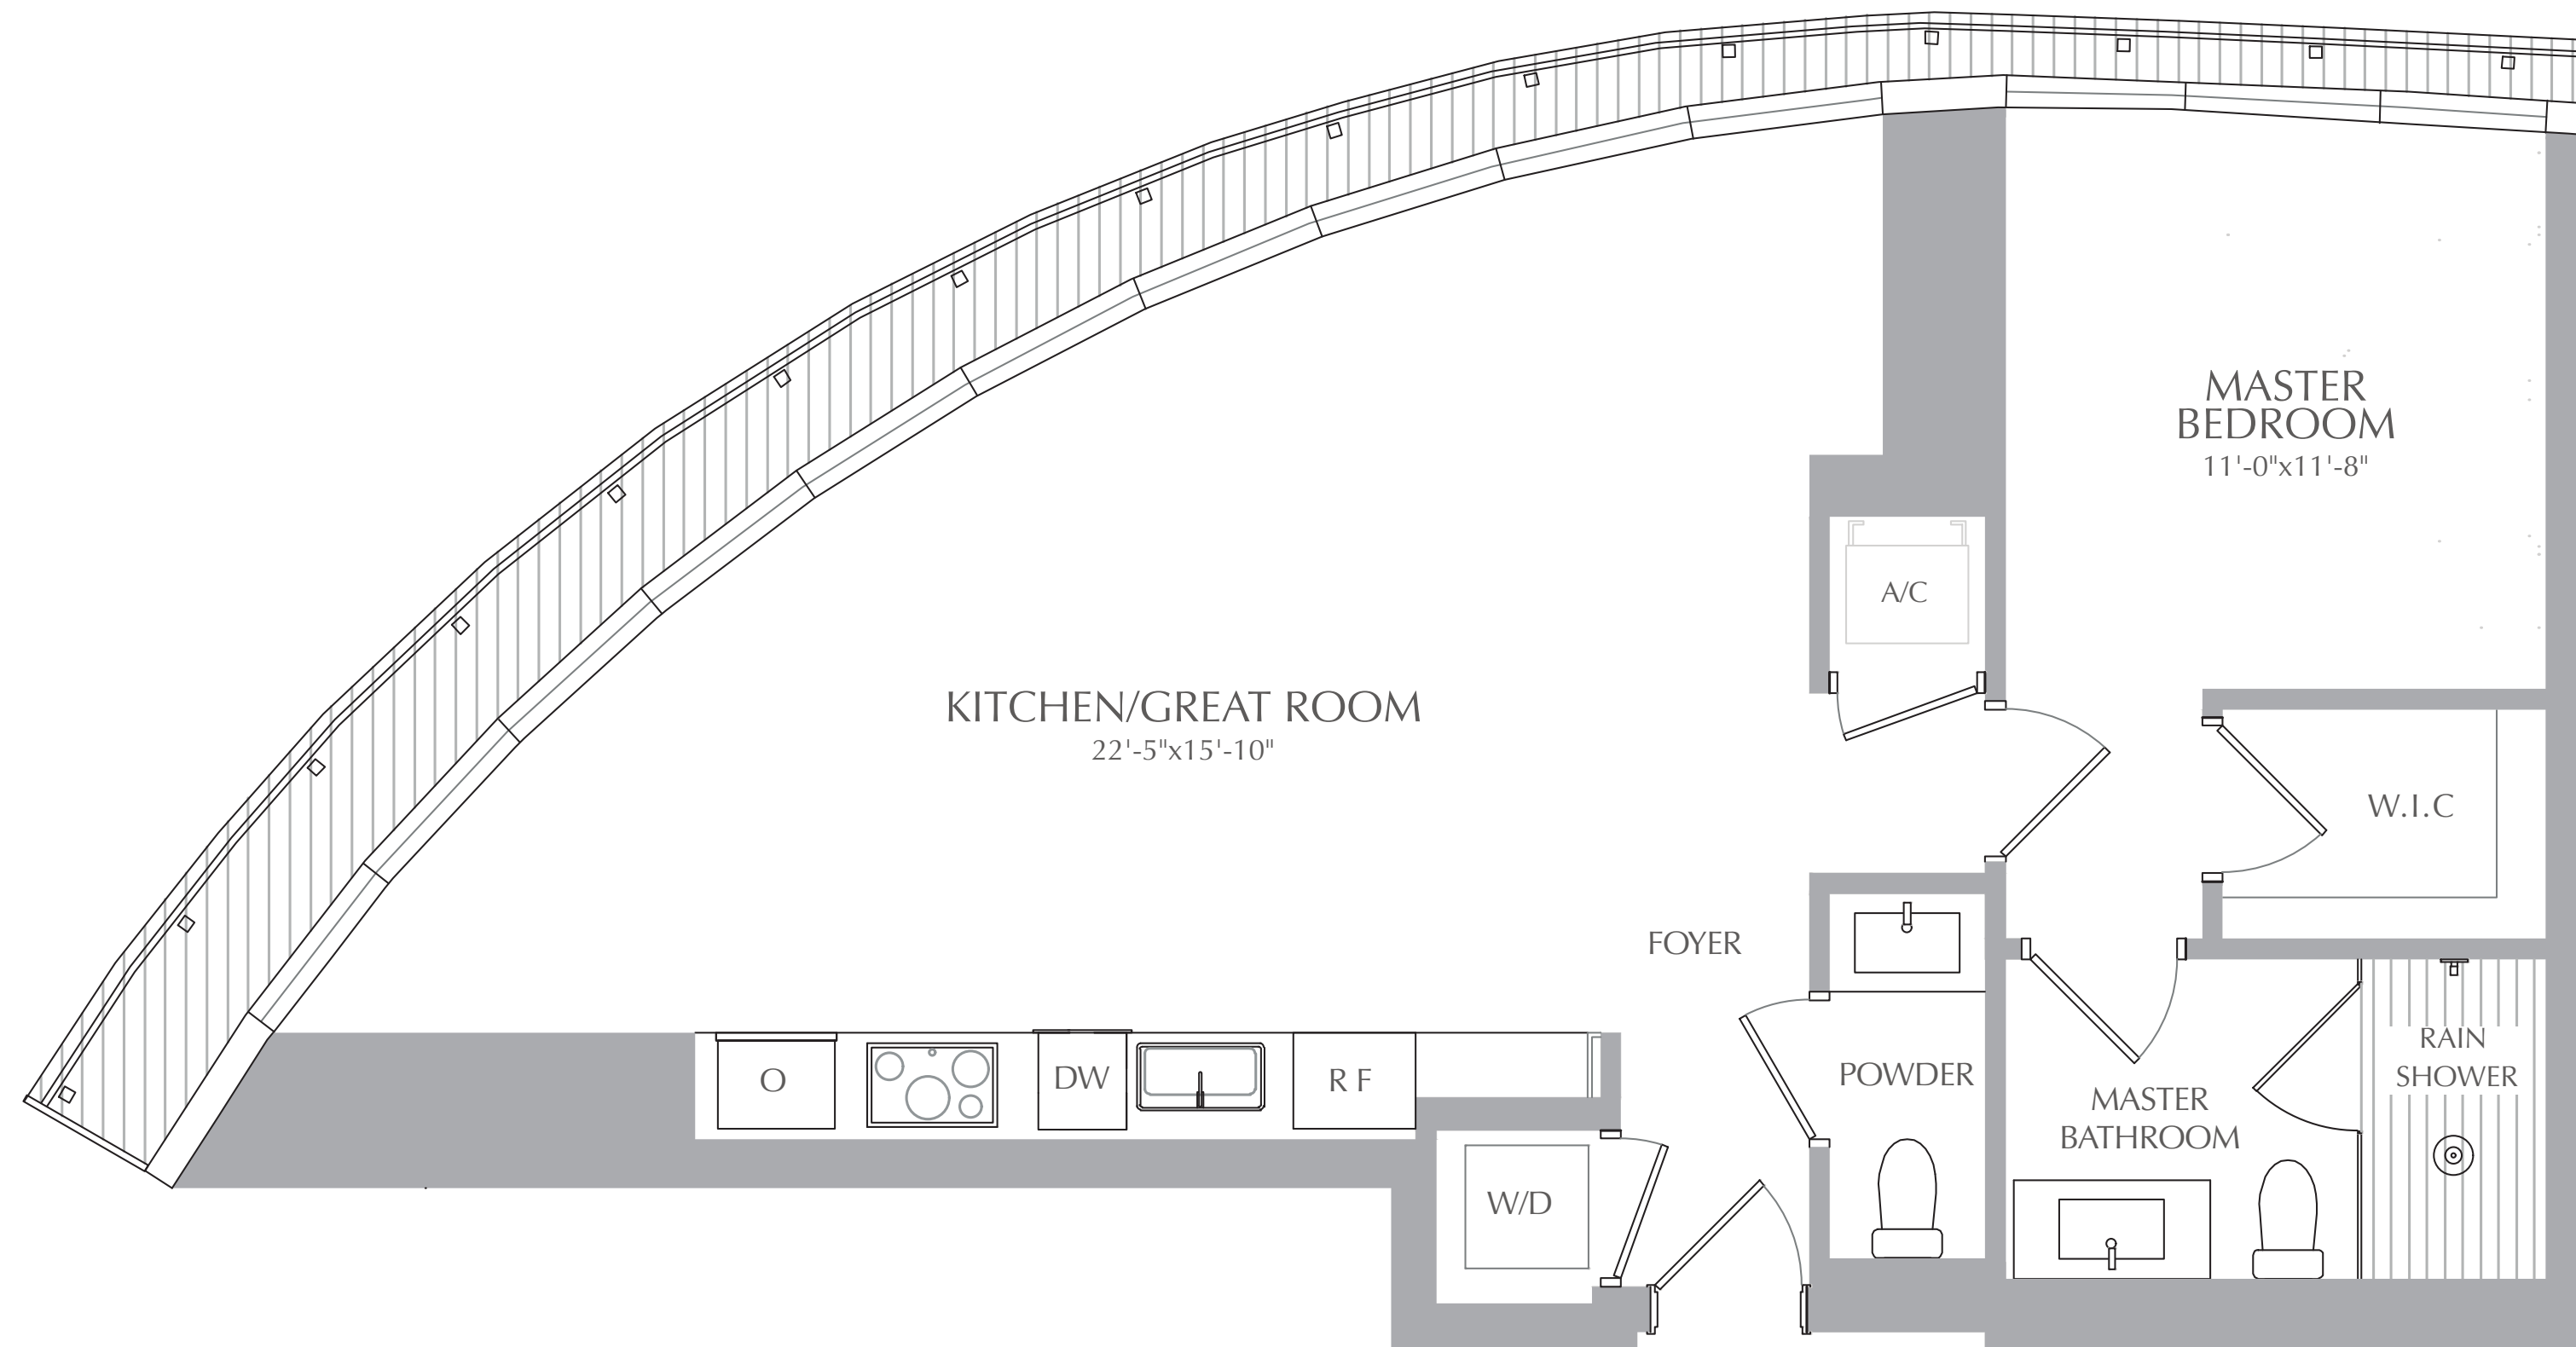 MASTER
BEDROOM
11'-0"x11'-8"
A/C
KITCHEN/GREAT ROOM
22'-5"x15'-10"
W.I.C
FOYER
O
DW
R F
POWDER
MASTER
BATHROOM
RAIN
SHOWER
W/D